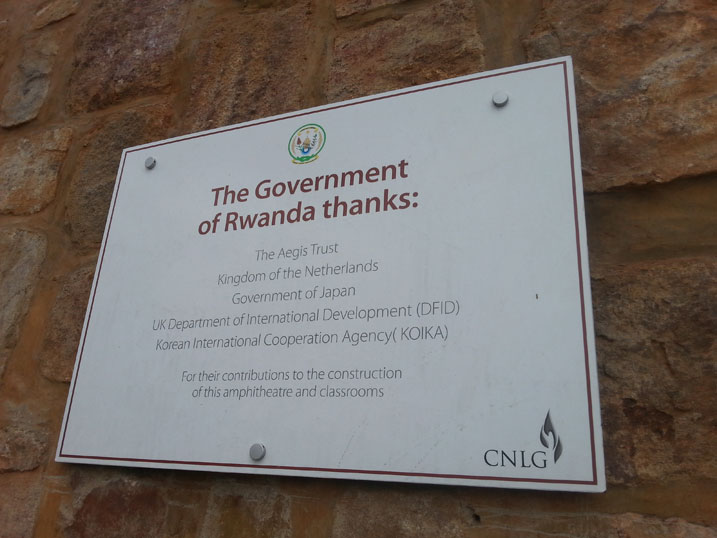 The Government
of Rwanda thanks:
The Aegis Trust
Kingdom of the Netherlands
Government of Japan
UK Department of International Development (DFID)
Korean International Cooperation Agency( KOIKA)
For their contributions to the construction
of this amphitheatre and classrooms
CNLG